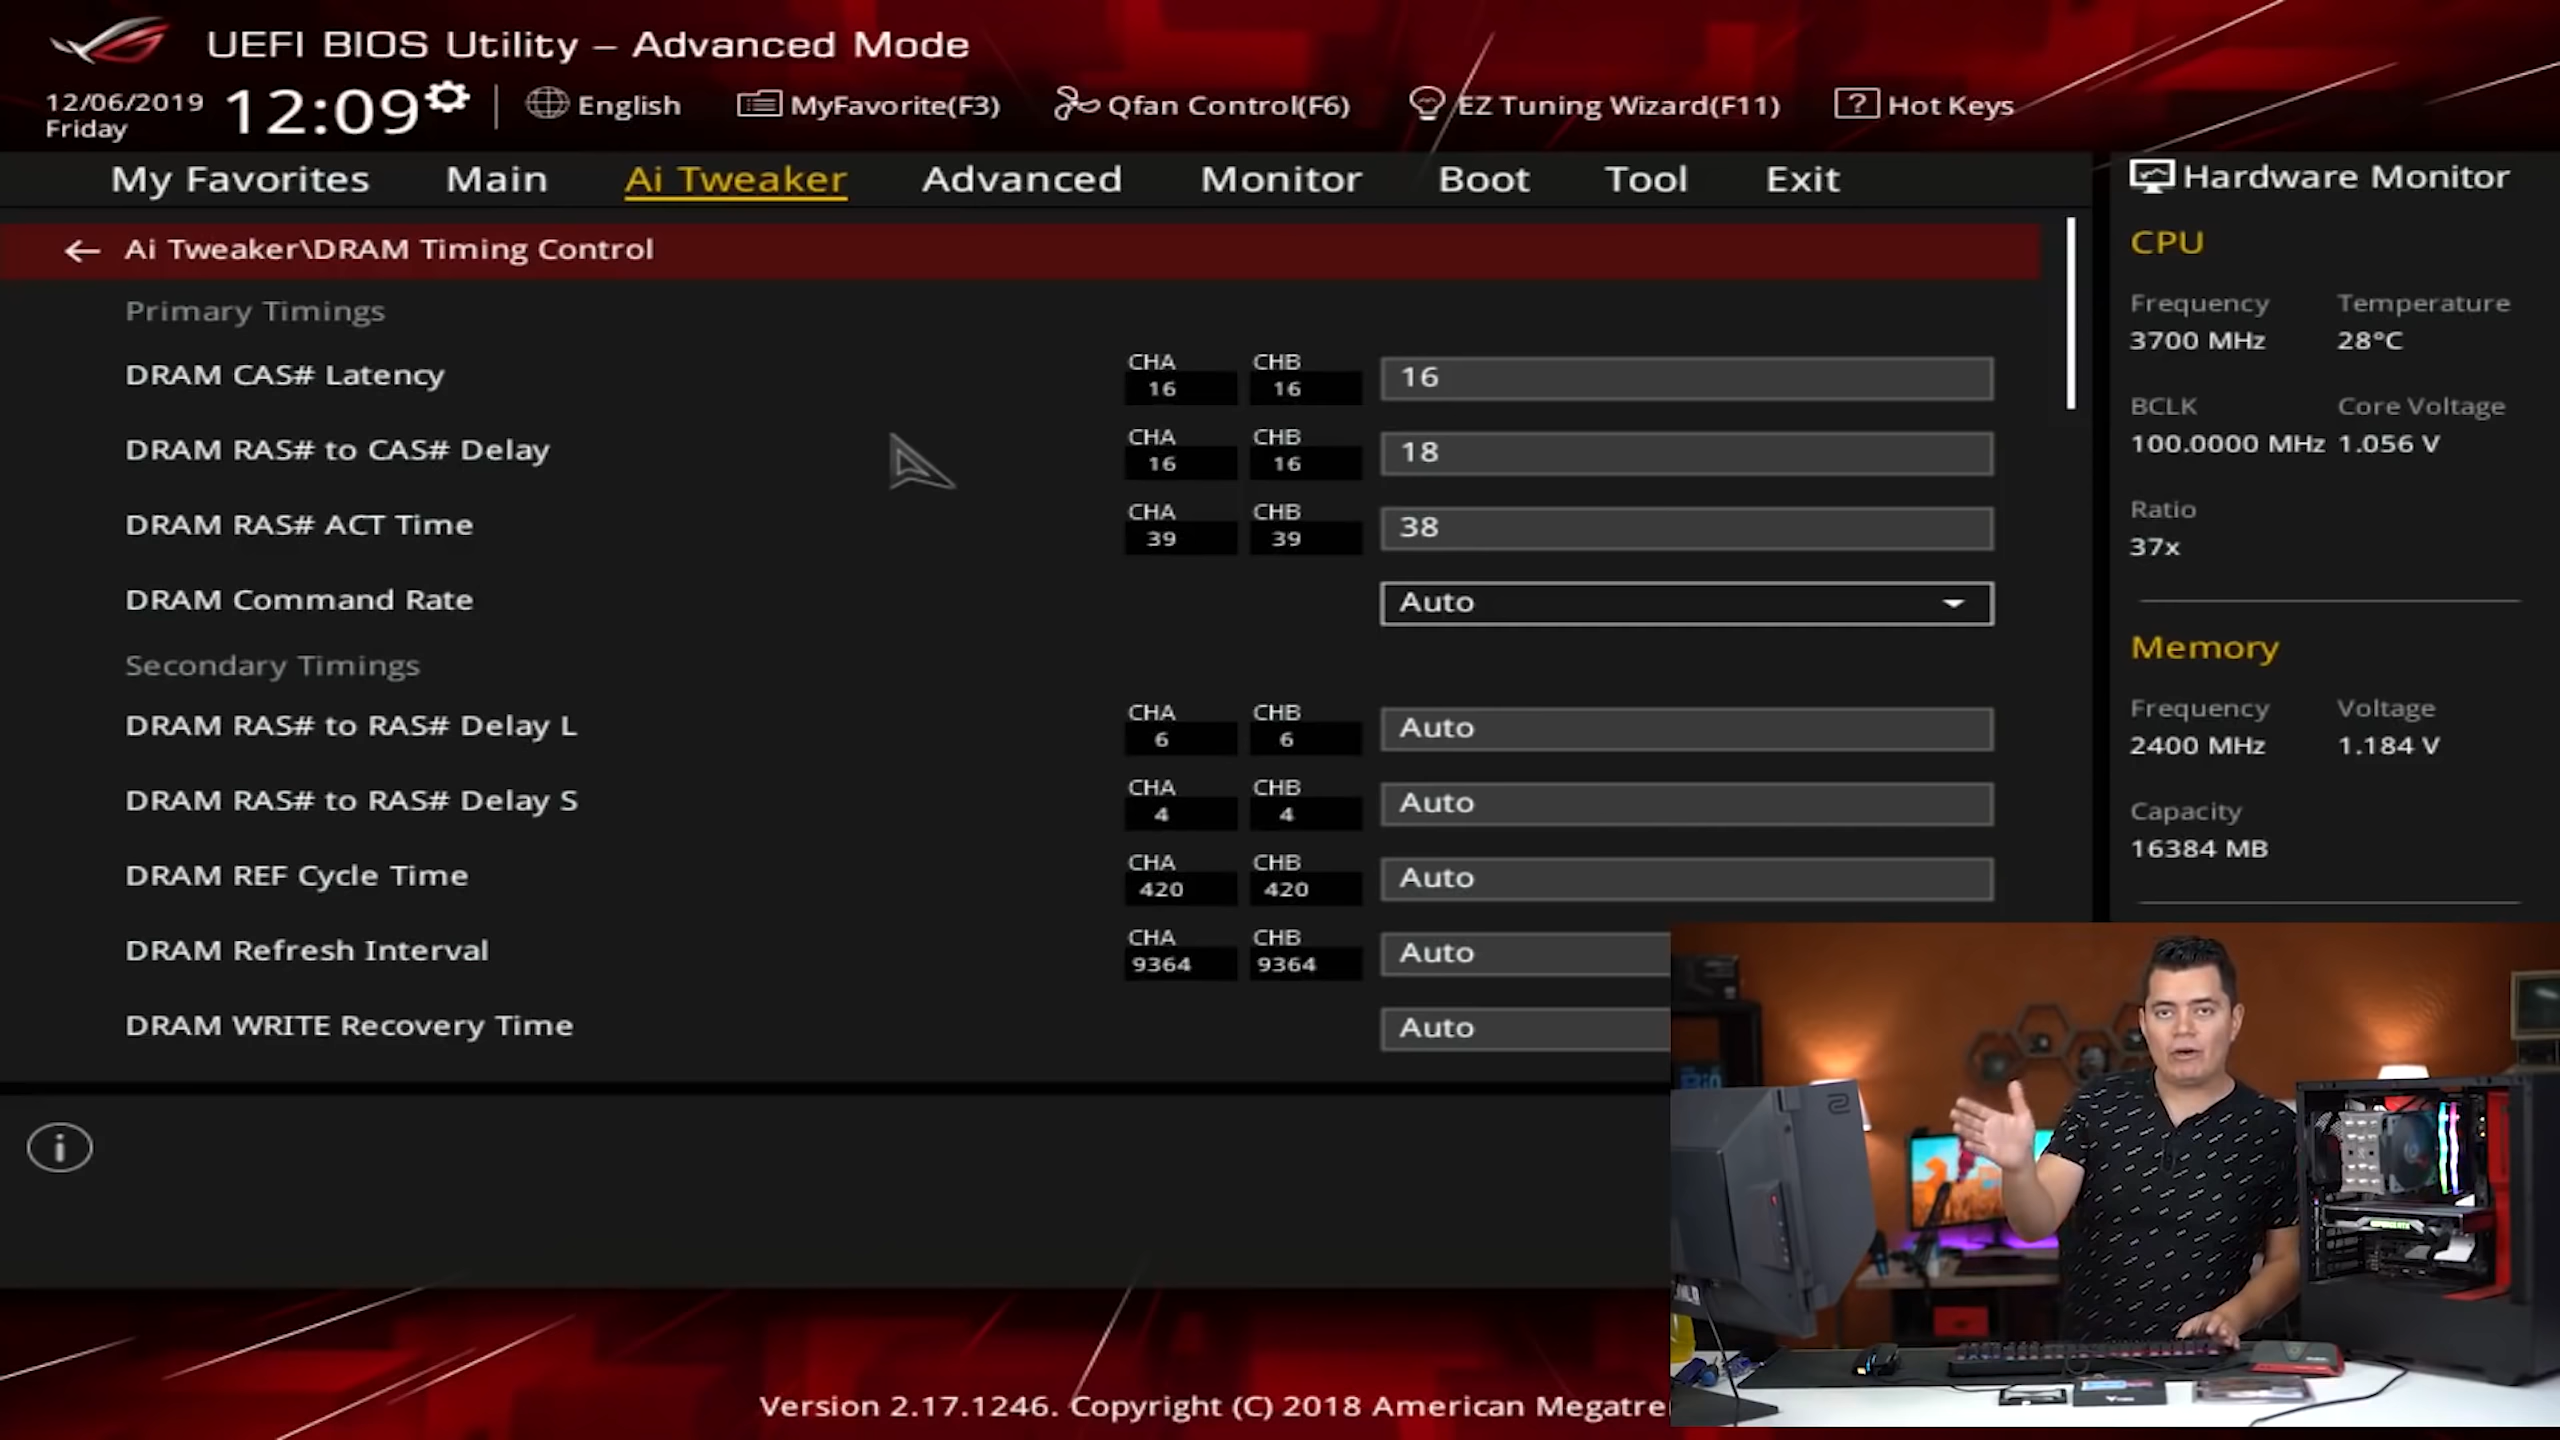 UEFI BIOS Utility – Advanced Mode
12/06/2019
Friday
12:09
English
MyFavorite(F3)
Qfan Control(F6)
EZ Tuning Wizard(F11)
? Hot Keys
My Favorites Main Ai Tweaker Advanced Monitor Boot Tool Exit
Ai Tweaker\DRAM Timing Control
Primary Timings
DRAM CAS# Latency CHA 16 CHB 16 16
DRAM RAS# to CAS# Delay CHA 16 CHB 16 18
DRAM RAS# ACT Time CHA 39 CHB 39 38
DRAM Command Rate Auto
Secondary Timings
DRAM RAS# to RAS# Delay L CHA 6 CHB 6 Auto
DRAM RAS# to RAS# Delay S CHA 4 CHB 4 Auto
DRAM REF Cycle Time CHA 420 CHB 420 Auto
DRAM Refresh Interval CHA 9364 CHB 9364 Auto
DRAM WRITE Recovery Time Auto
Hardware Monitor
CPU
Frequency Temperature
3700 MHz 28°C
BCLK Core Voltage
100.0000 MHz 1.056 V
Ratio
37x
Memory
Frequency Voltage
2400 MHz 1.184 V
Capacity
16384 MB
i
Version 2.17.1246. Copyright (C) 2018 American Megatre